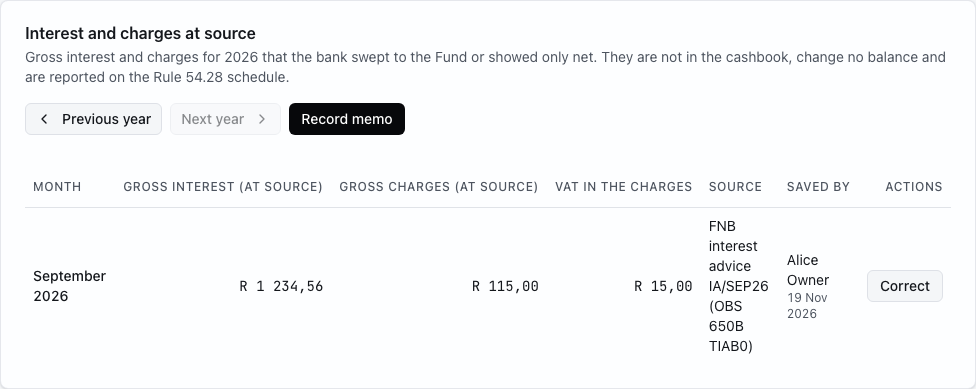 Interest and charges at source
Gross interest and charges for 2026 that the bank swept to the Fund or showed only net. They are not in the cashbook, change no balance and
are reported on the Rule 54.28 schedule.
Previous year
Next year
Record memo
MONTH GROSS INTEREST (AT SOURCE) GROSS CHARGES (AT SOURCE) VAT IN THE CHARGES SOURCE SAVED BY ACTIONS
September
2026
R 1 234,56
R 115,00
R 15,00
FNB
interest
advice
IA/SEP26
(OBS
650B
TIAB0)
Alice
Owner
19 Nov
2026
Correct